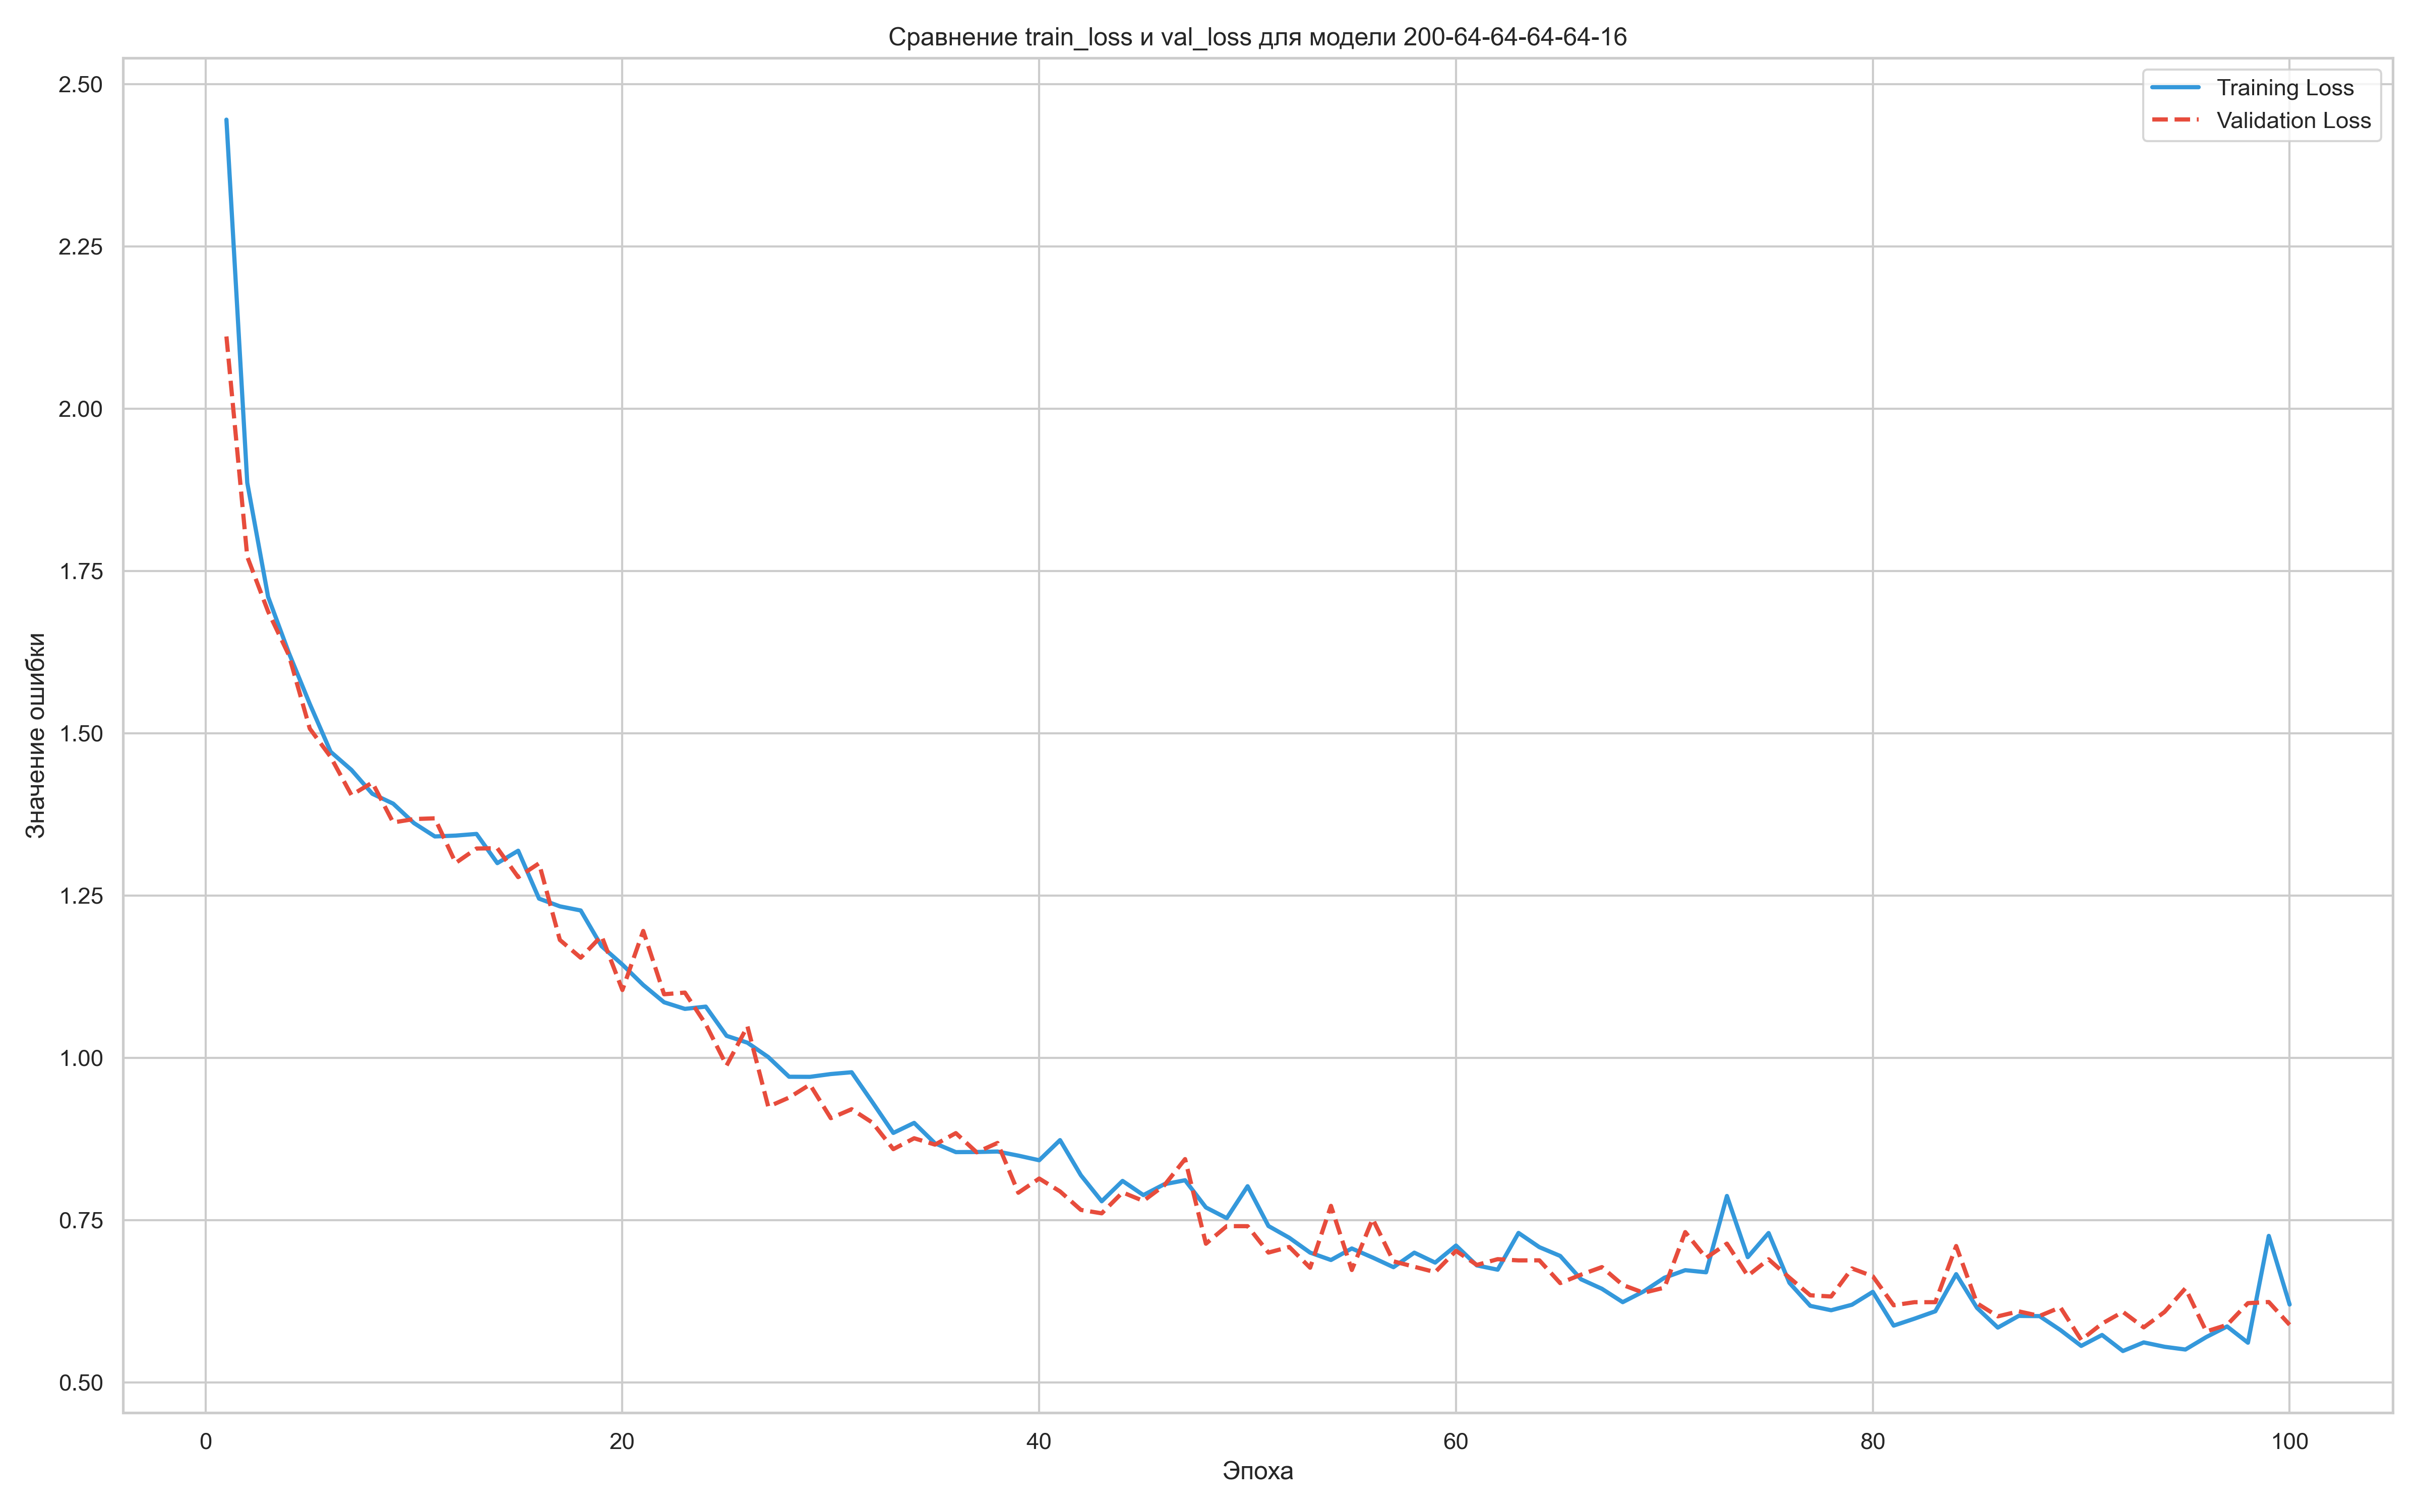 Сравнение train_loss и val_loss для модели 200-64-64-64-64-16
Training Loss
Validation Loss
2.50
2.25
2.00
1.75
1.50
1.25
1.00
0.75
0.50
Значение ошибки
0 20 40 60 80 100
Эпоха